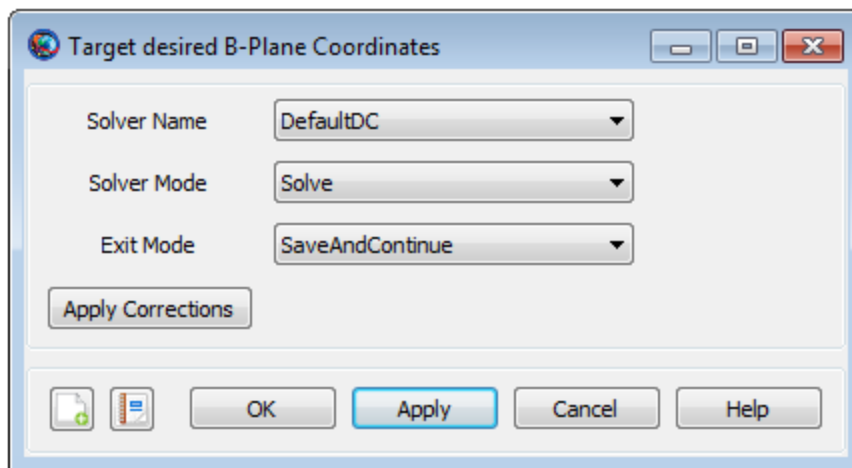 Target desired B-Plane Coordinates
Solver Name DefaultDC
Solver Mode Solve
Exit Mode SaveAndContinue
Apply Corrections
OK Apply Cancel Help